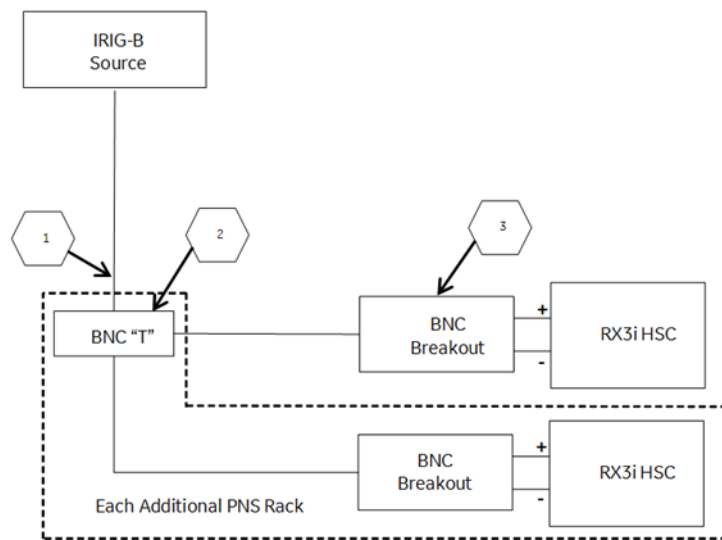 IRIG-B
Source
1
2
3
BNC “T”
BNC
Breakout
+
-
RX3i HSC
BNC
Breakout
+
-
RX3i HSC
Each Additional PNS Rack